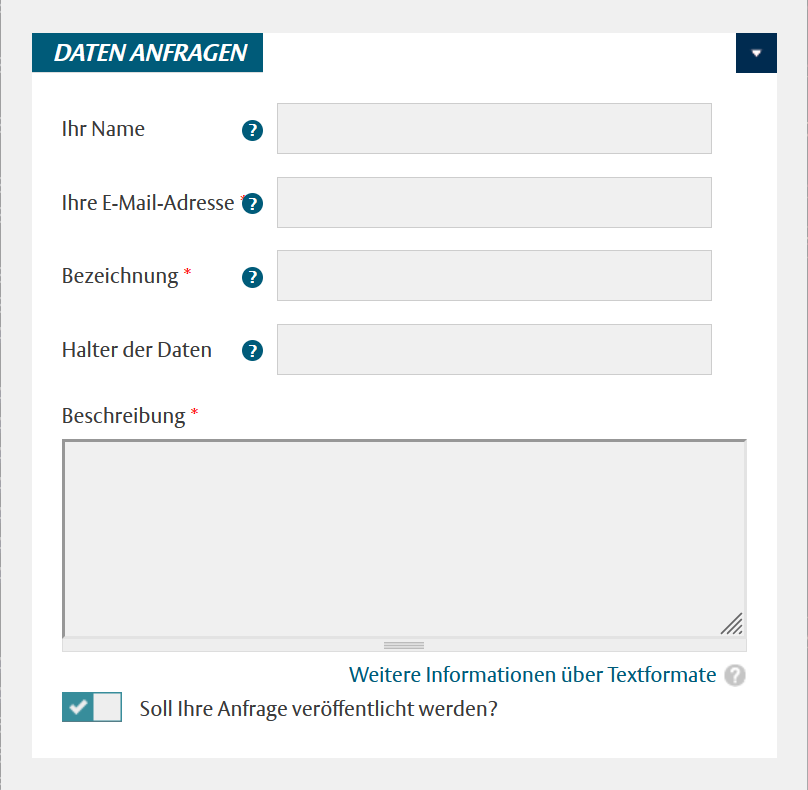 DATEN ANFRAGEN
Ihr Name ?
Ihre E-Mail-Adresse * ?
Bezeichnung * ?
Halter der Daten ?
Beschreibung *
Weitere Informationen über Textformate ?
Soll Ihre Anfrage veröffentlicht werden?